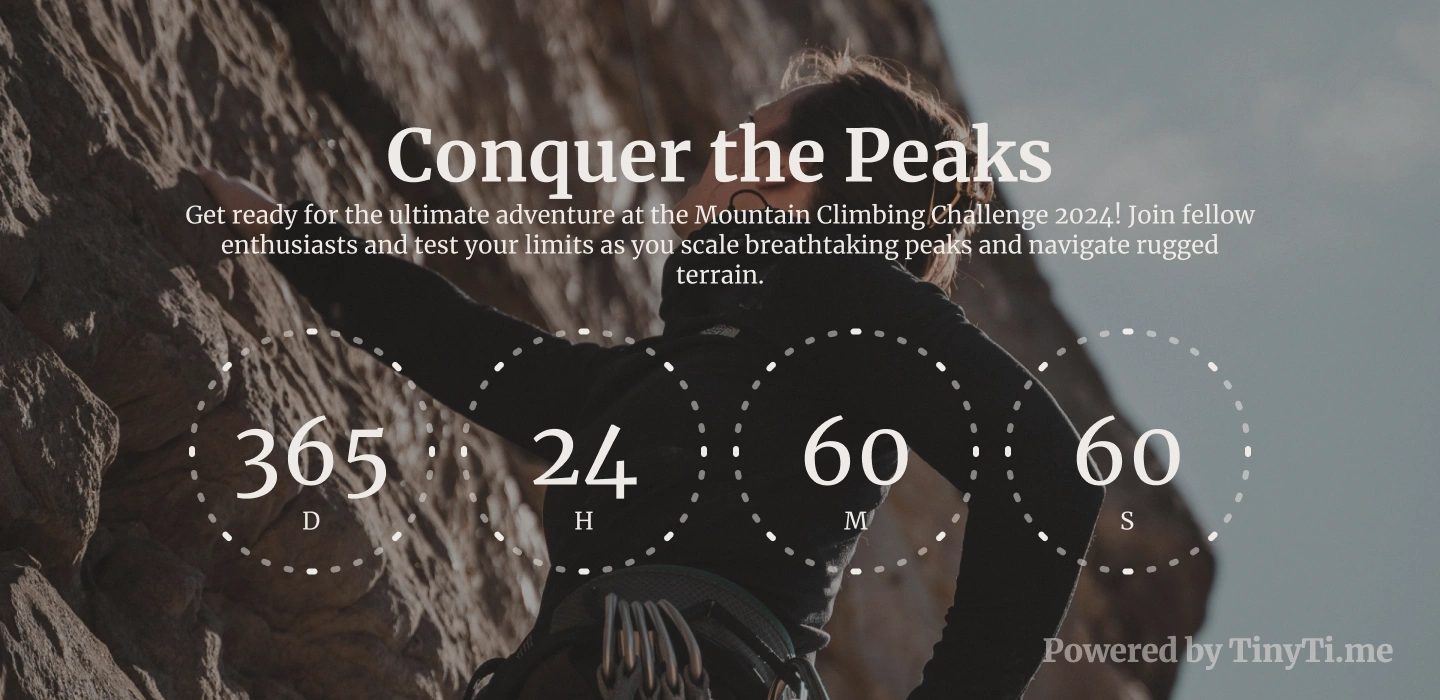 Conquer the Peaks
Get ready for the ultimate adventure at the Mountain Climbing Challenge 2024! Join fellow
enthusiasts and test your limits as you scale breathtaking peaks and navigate rugged
terrain.
365 24 60 60
D H M S
Powered by TinyTi.me